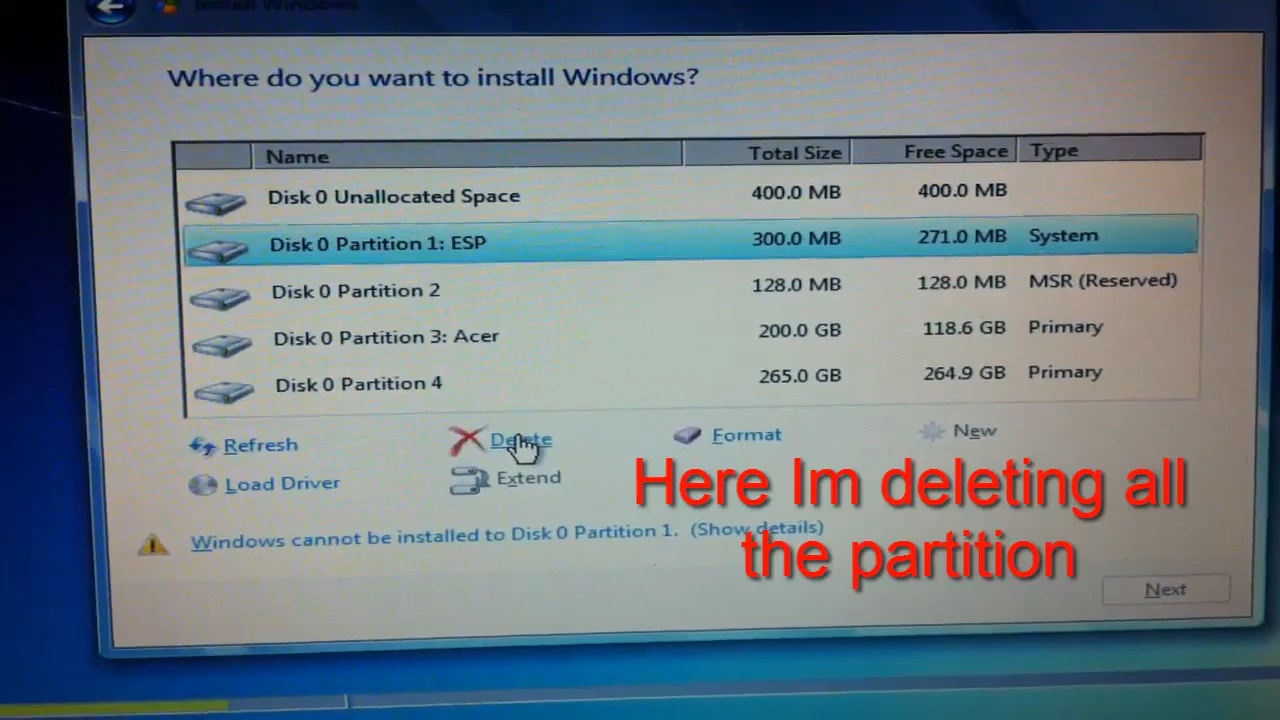 Install Windows
Where do you want to install Windows?
Name Total Size Free Space Type
Disk 0 Unallocated Space 400.0 MB 400.0 MB
Disk 0 Partition 1: ESP 300.0 MB 271.0 MB System
Disk 0 Partition 2 128.0 MB 128.0 MB MSR (Reserved)
Disk 0 Partition 3: Acer 200.0 GB 118.6 GB Primary
Disk 0 Partition 4 265.0 GB 264.9 GB Primary
Refresh Delete Format New
Load Driver Extend
Windows cannot be installed to Disk 0 Partition 1. (Show details)
Here Im deleting all
the partition
Next